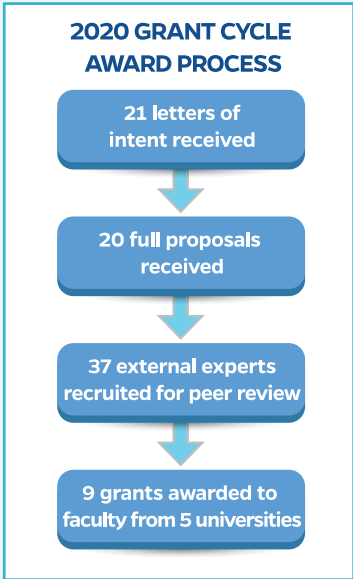 2020 GRANT CYCLE
AWARD PROCESS
21 letters of
intent received
20 full proposals
received
37 external experts
recruited for peer review
9 grants awarded to
faculty from 5 universities